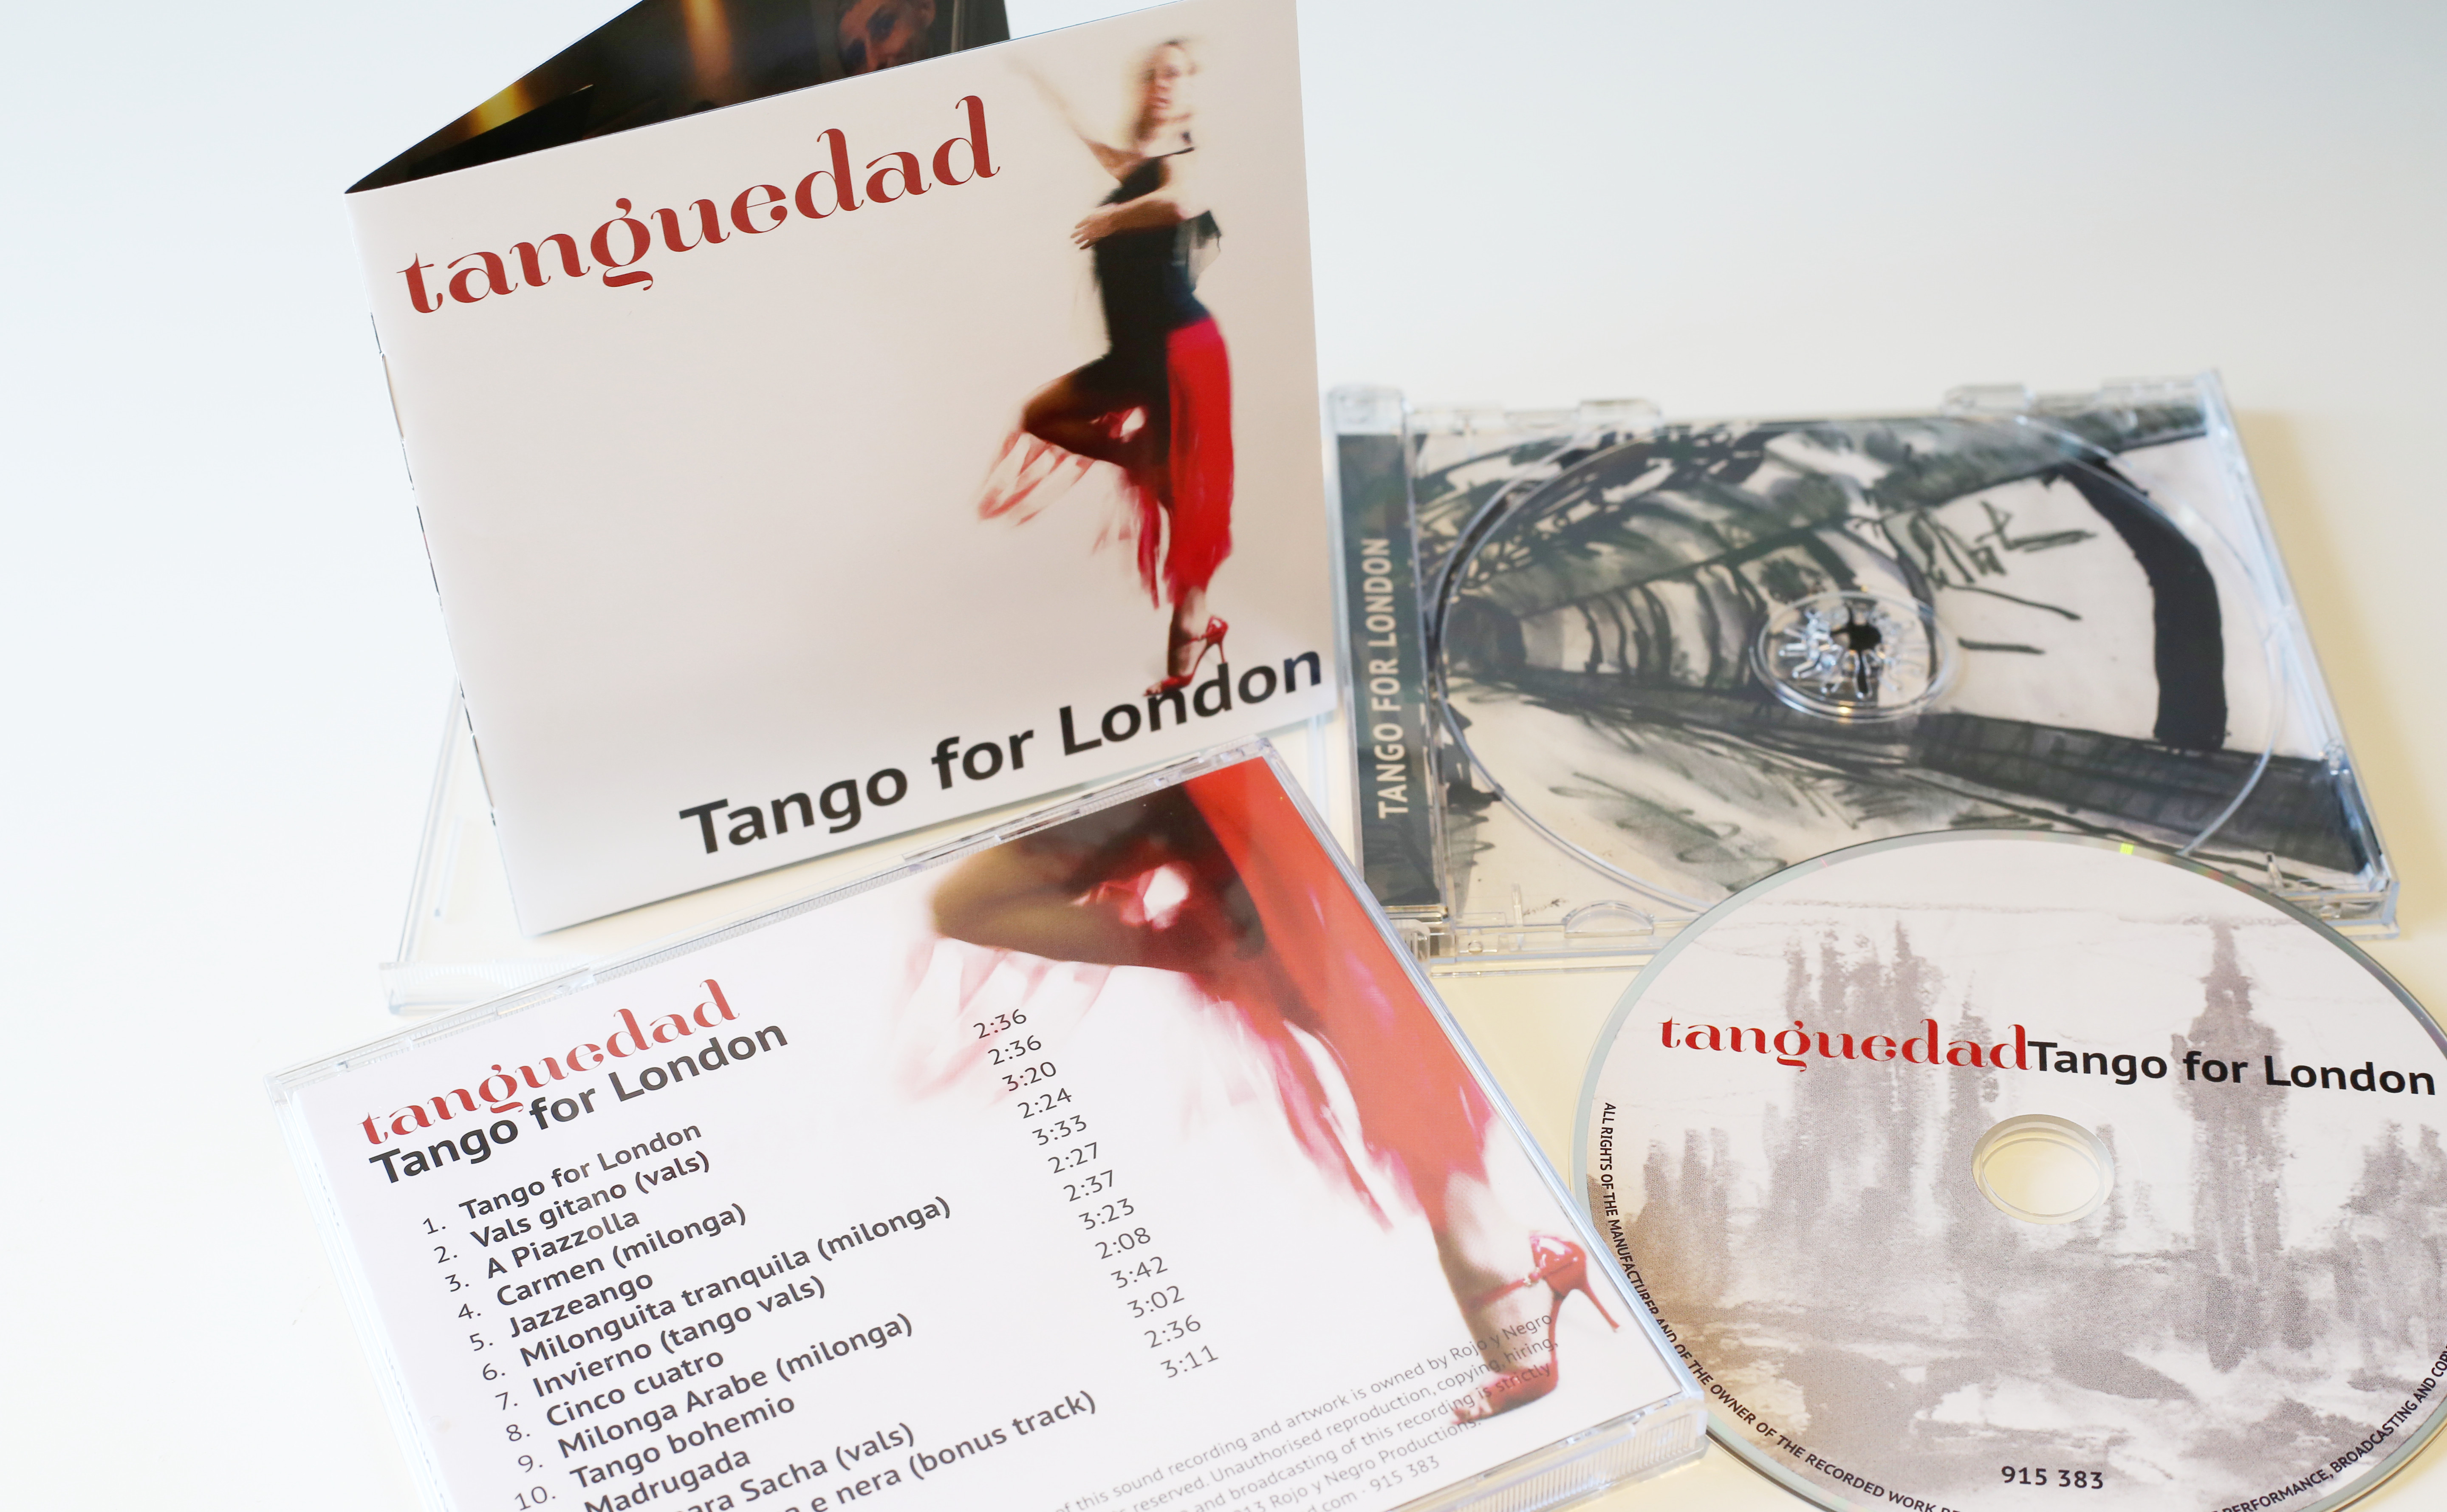 tanguedad
Tango for London
TANGO FOR LONDON
tanguedad
Tango for London
1. Tango for London 2:36
2. Vals gitano (vals) 2:36
3. A Piazzolla 3:20
4. Carmen (milonga) 2:24
5. Jazzeango 3:33
6. Milonguita tranquila (milonga) 2:27
7. Invierno (tango vals) 2:37
8. Cinco cuatro 3:23
9. Milonga Arabe (milonga) 2:08
10. Tango bohemio 3:42
Madrugada 3:02
para Sacha (vals) 2:36
e nera (bonus track) 3:11
of this sound recording and artwork is owned by Rojo y Negro
reserved. Unauthorised reproduction, copying, hiring,
and broadcasting of this recording is strictly
Rojo y Negro Productions.
915 383
tanguedad Tango for London
ALL RIGHTS OF THE MANUFACTURER AND OF THE OWNER OF THE RECORDED WORK
PERFORMANCE, BROADCASTING AND
915 383